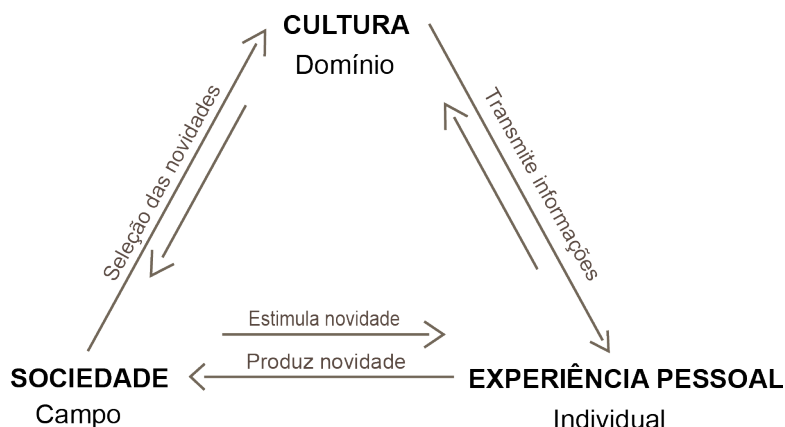 CULTURA
Domínio
Seleção das novidades
Transmite informações
Estimula novidade
Produz novidade
SOCIEDADE
Campo
EXPERIÊNCIA PESSOAL
Individual